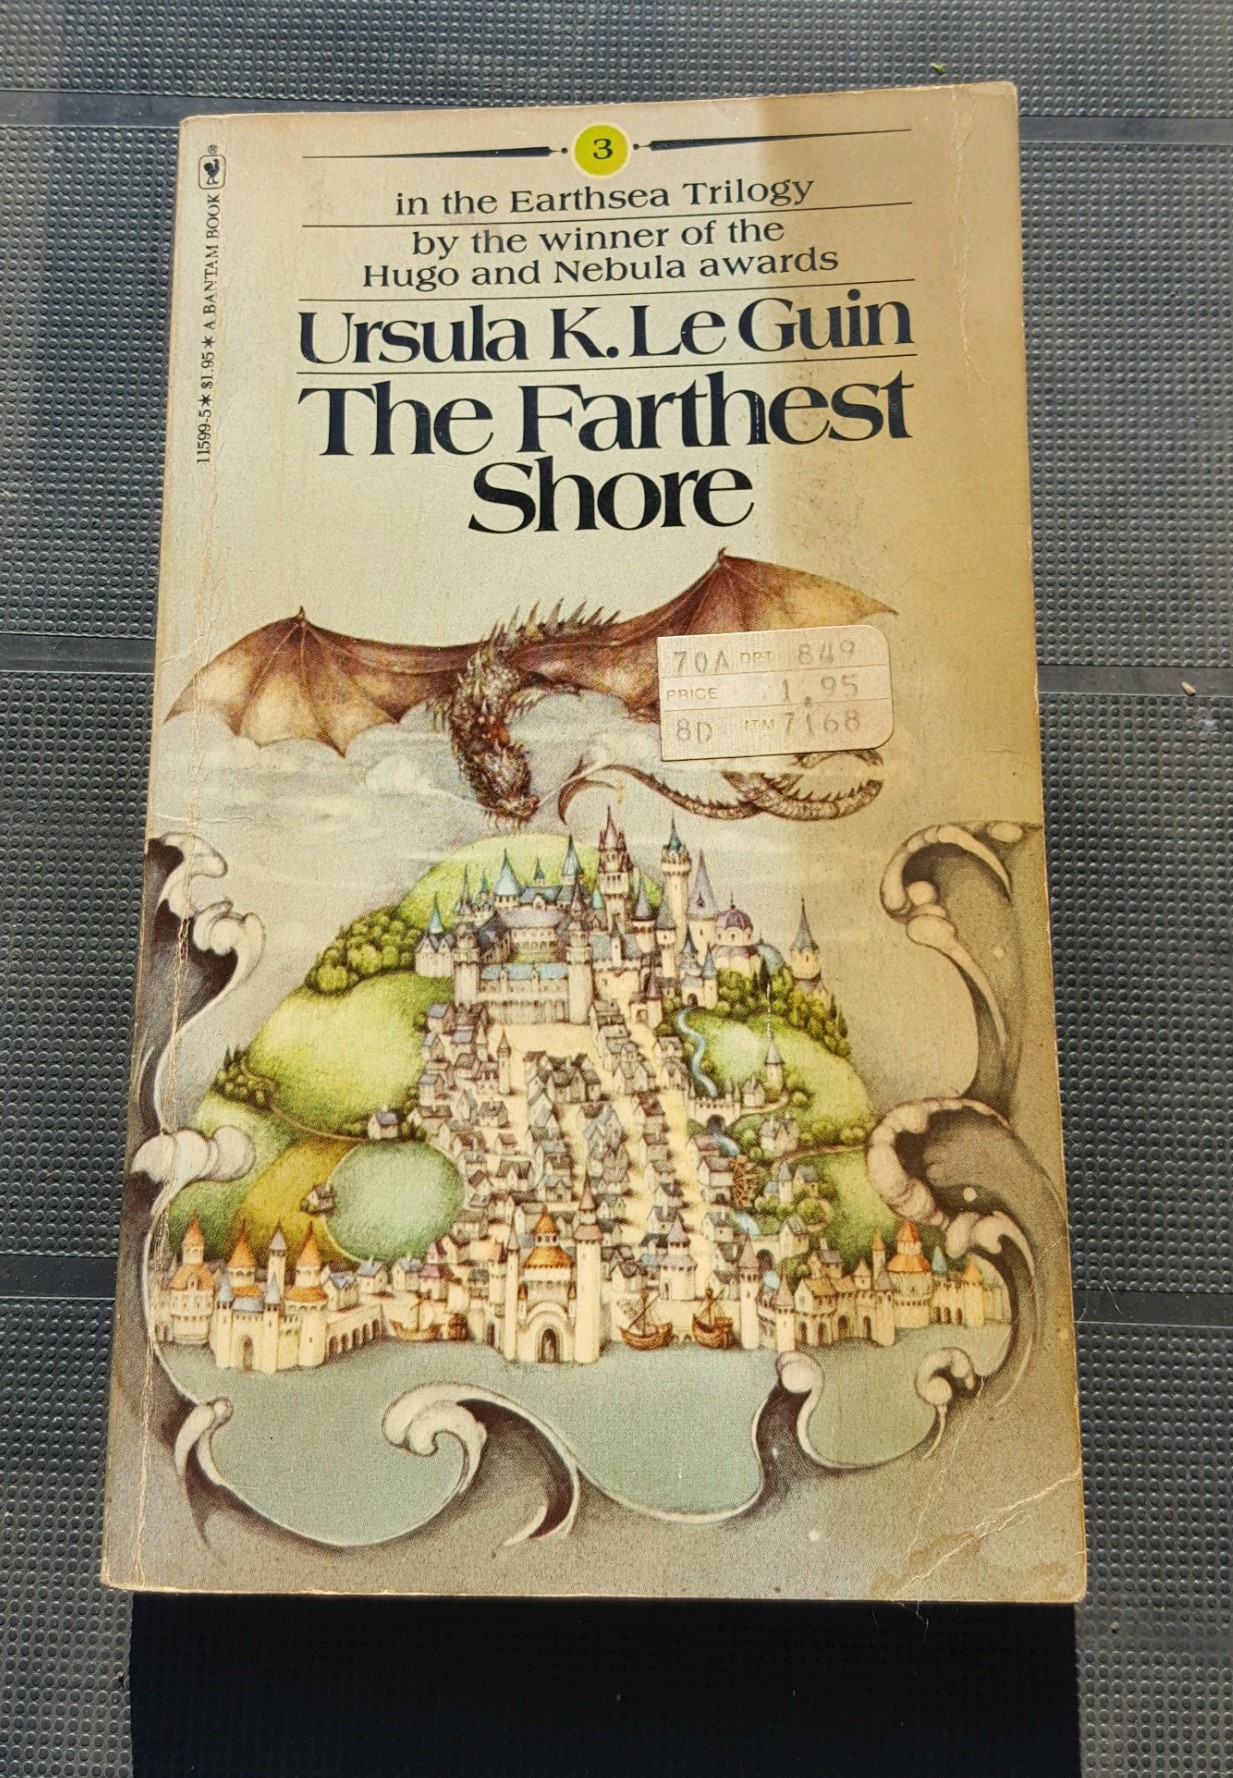 3
in the Earthsea Trilogy
by the winner of the
Hugo and Nebula awards
Ursula K. Le Guin
The Farthest
Shore
11599-5 * $1.95 * A BANTAM BOOK ®
70A DPT 849
PRICE 1.95
8D ITM 7168